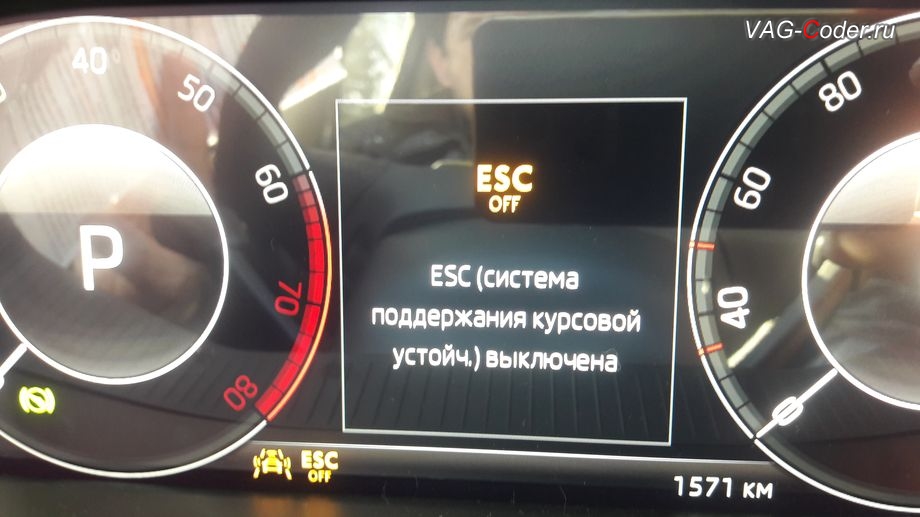 VAG-Coder.ru
40
50
60
70
80
P
ESC
OFF
ESC (система
поддержания курсовой
устойч.) выключена
80
60
40
0
ESC
OFF
1571 км